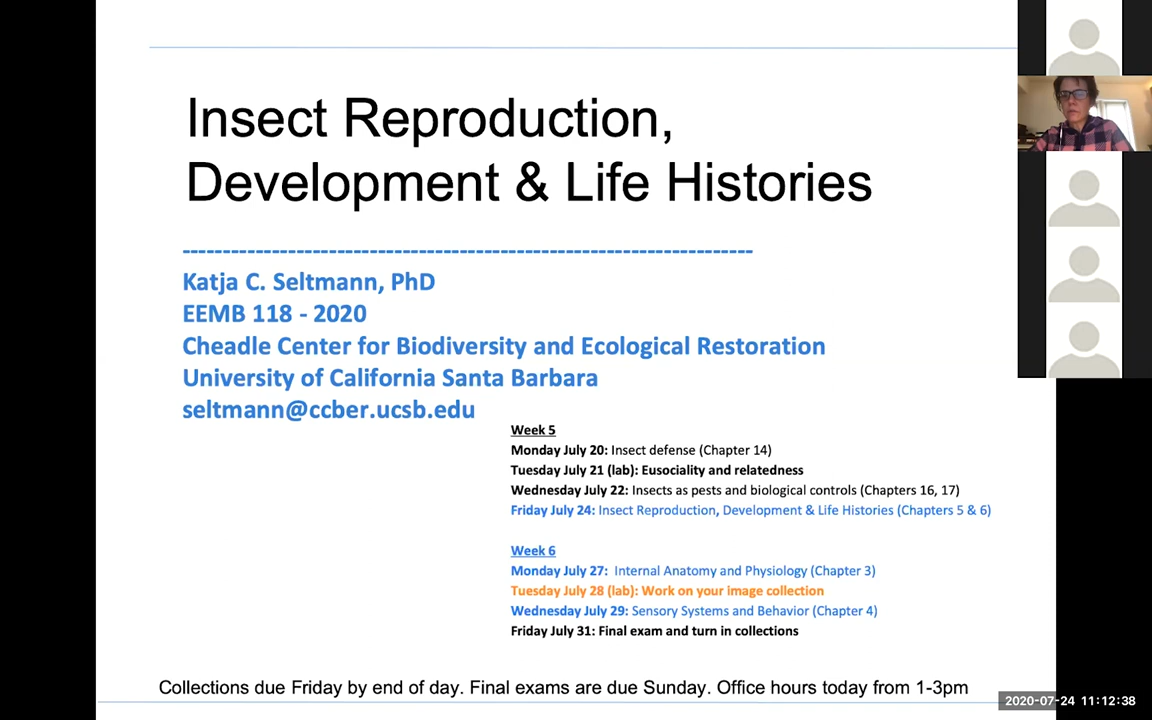 Insect Reproduction,
Development & Life Histories
-----------------------------------------------------------------------
Katja C. Seltmann, PhD
EEMB 118 - 2020
Cheadle Center for Biodiversity and Ecological Restoration
University of California Santa Barbara
seltmann@ccber.ucsb.edu
Week 5
Monday July 20: Insect defense (Chapter 14)
Tuesday July 21 (lab): Eusociality and relatedness
Wednesday July 22: Insects as pests and biological controls (Chapters 16, 17)
Friday July 24: Insect Reproduction, Development & Life Histories (Chapters 5 & 6)
Week 6
Monday July 27: Internal Anatomy and Physiology (Chapter 3)
Tuesday July 28 (lab): Work on your image collection
Wednesday July 29: Sensory Systems and Behavior (Chapter 4)
Friday July 31: Final exam and turn in collections
Collections due Friday by end of day. Final exams are due Sunday. Office hours today from 1-3pm
2020-07-24 11:12:38